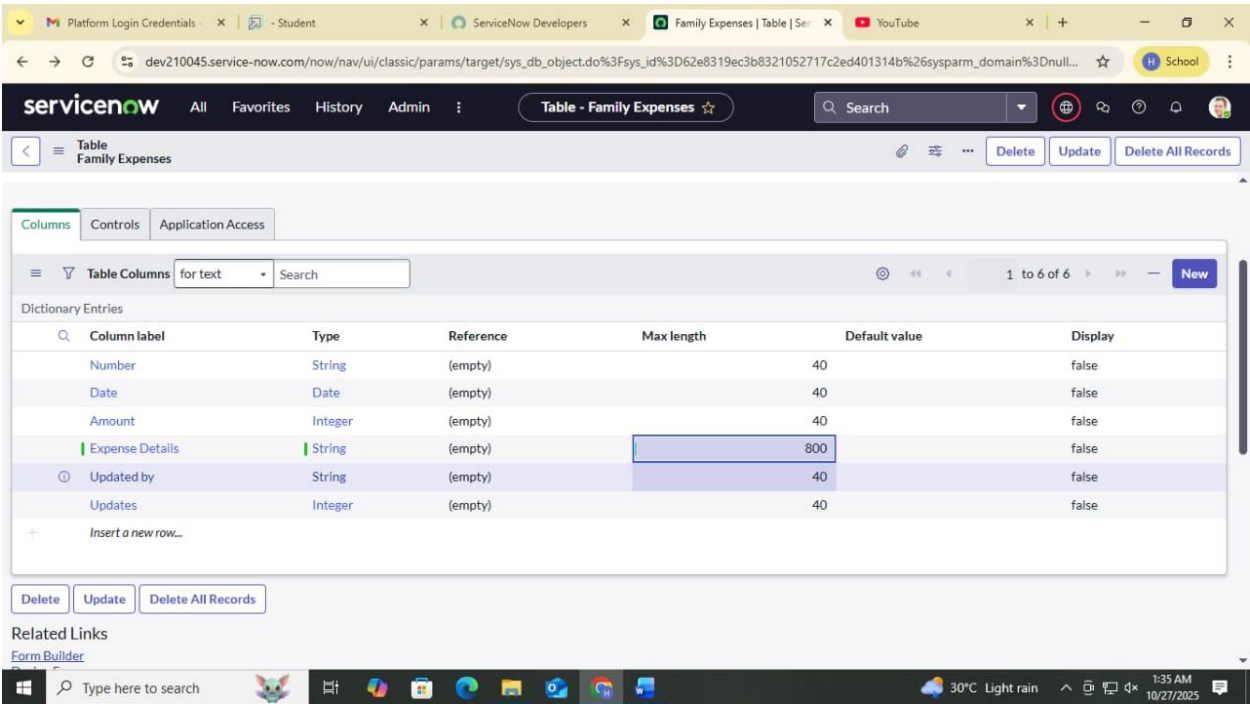 Platform Login Credentials -
- Student
ServiceNow Developers
Family Expenses | Table | Ser
YouTube
dev210045.service-now.com/now/nav/ui/classic/params/target/sys_db_object.do%3Fsys_id%3D62e8319ec3b8321052717c2ed401314b%26sysparm_domain%3Dnull...
H School
servicenow All Favorites History Admin Table - Family Expenses Search
Table
Family Expenses
Delete Update Delete All Records
Columns Controls Application Access
Table Columns for text Search 1 to 6 of 6 New
Dictionary Entries
Column label Type Reference Max length Default value Display
Number String (empty) 40 false
Date Date (empty) 40 false
Amount Integer (empty) 40 false
Expense Details String (empty) 800 false
Updated by String (empty) 40 false
Updates Integer (empty) 40 false
Insert a new row...
Delete Update Delete All Records
Related Links
Form Builder
Type here to search
30°C Light rain
1:35 AM
10/27/2025